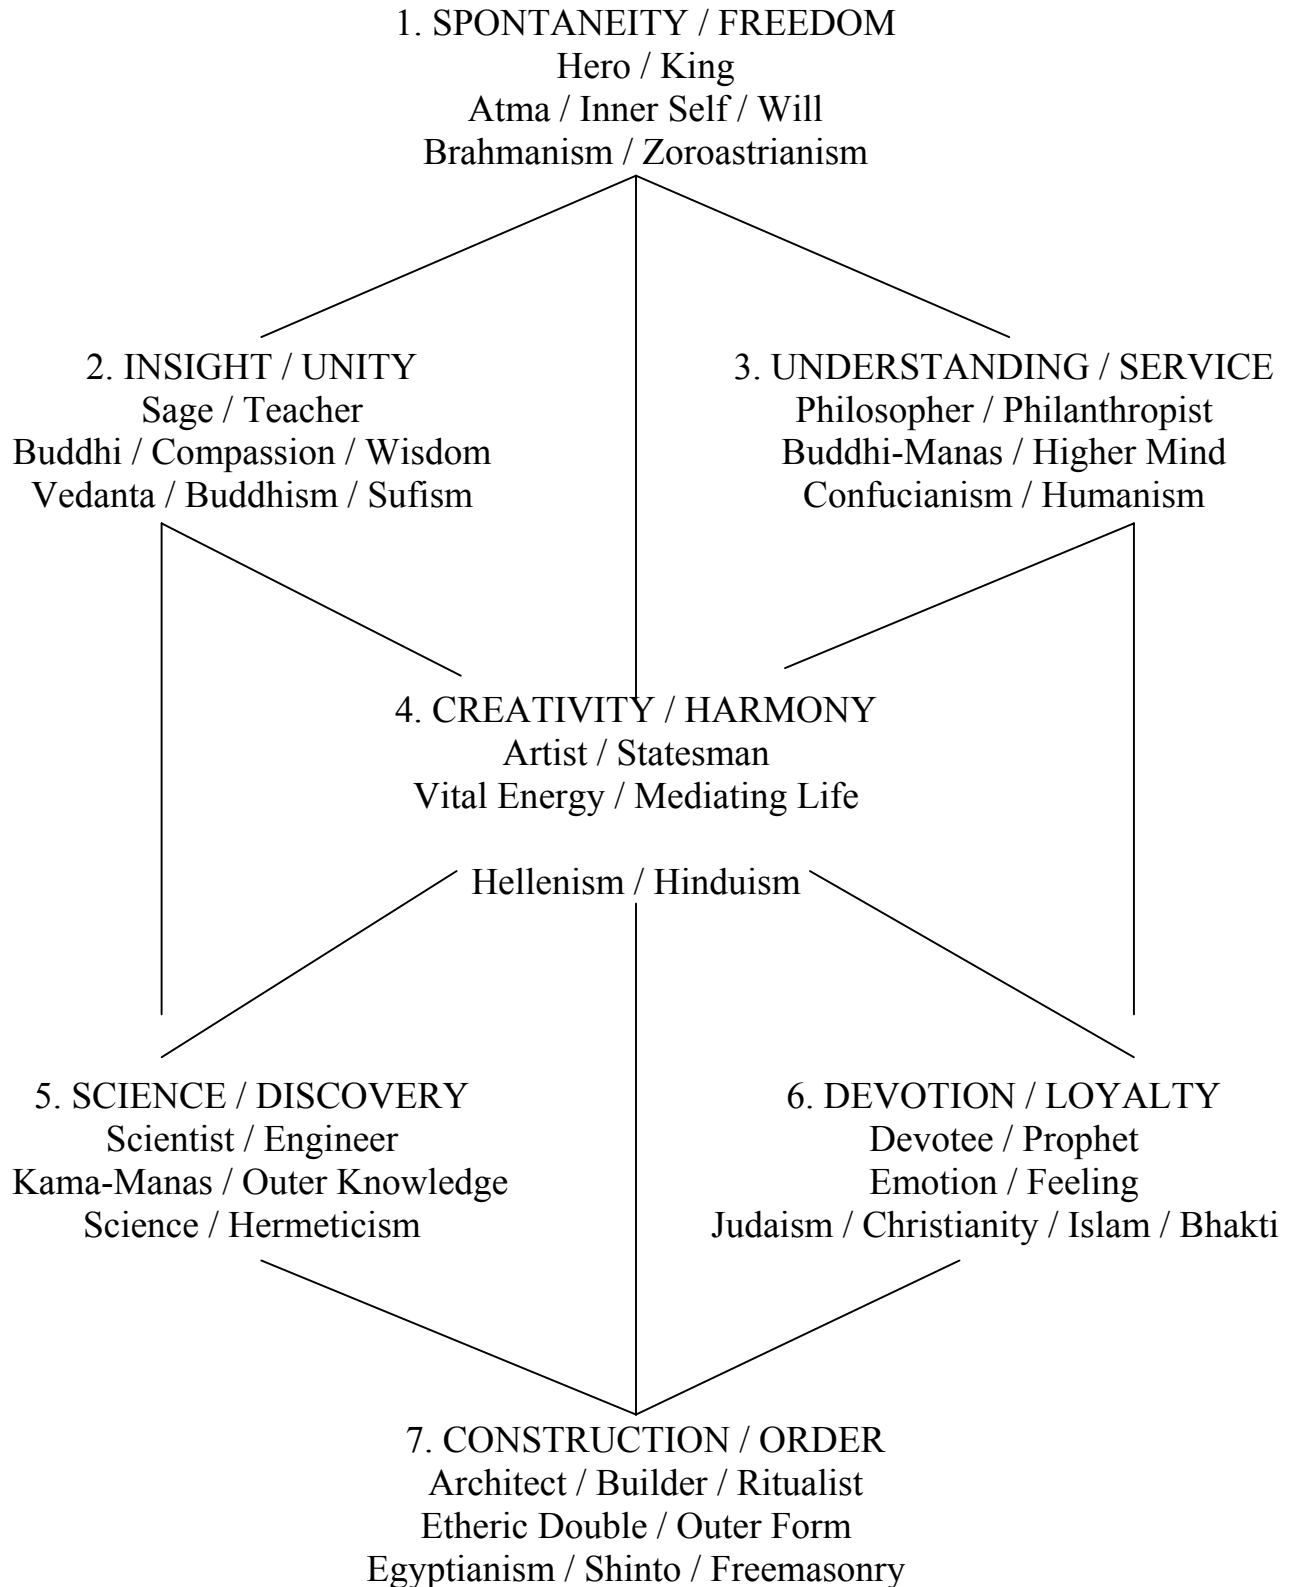 1. SPONTANEITY / FREEDOM
Hero / King
Atma / Inner Self / Will
Brahmanism / Zoroastrianism
2. INSIGHT / UNITY
Sage / Teacher
Buddhi / Compassion / Wisdom
Vedanta / Buddhism / Sufism
3. UNDERSTANDING / SERVICE
Philosopher / Philanthropist
Buddhi-Manas / Higher Mind
Confucianism / Humanism
4. CREATIVITY / HARMONY
Artist / Statesman
Vital Energy / Mediating Life
Hellenism / Hinduism
5. SCIENCE / DISCOVERY
Scientist / Engineer
Kama-Manas / Outer Knowledge
Science / Hermeticism
6. DEVOTION / LOYALTY
Devotee / Prophet
Emotion / Feeling
Judaism / Christianity / Islam / Bhakti
7. CONSTRUCTION / ORDER
Architect / Builder / Ritualist
Etheric Double / Outer Form
Egyptianism / Shinto / Freemasonry